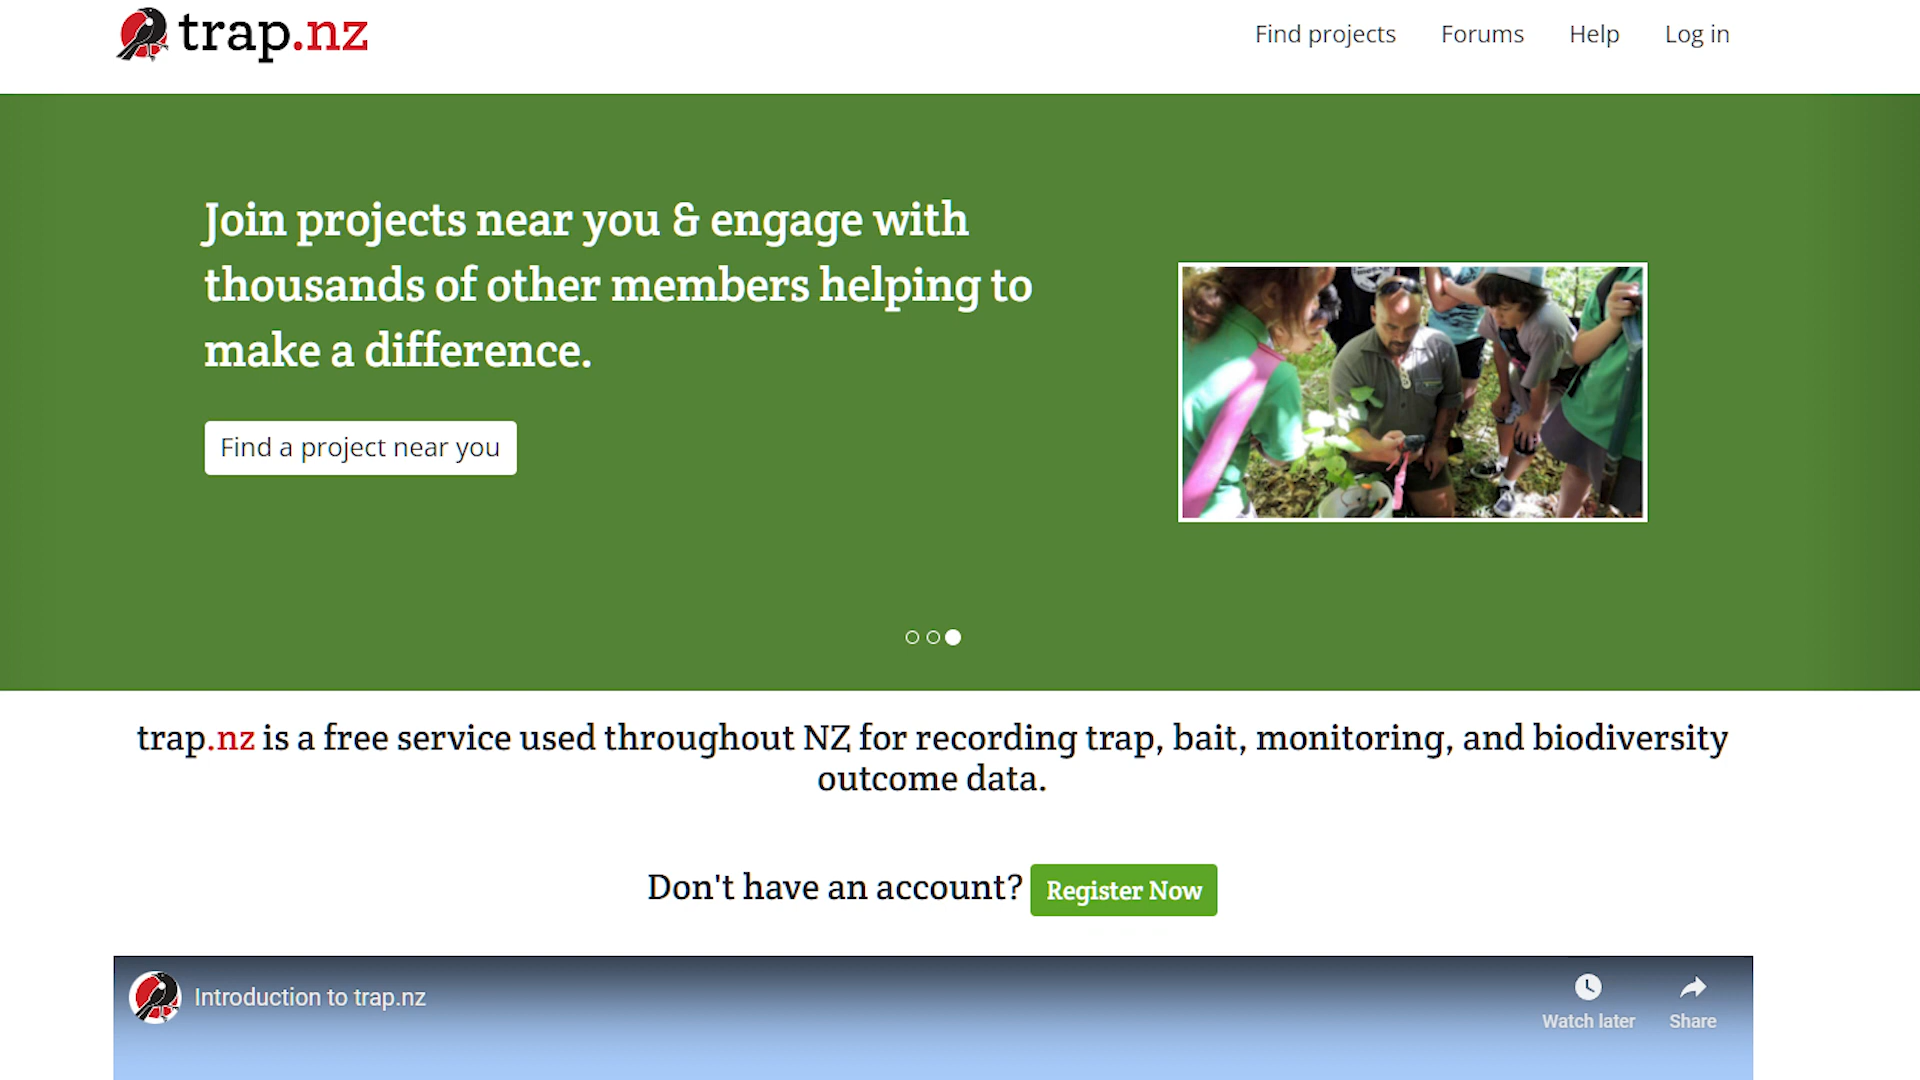 trap.nz
Find projects
Forums
Help
Log in
Join projects near you & engage with
thousands of other members helping to
make a difference.
Find a project near you
trap.nz is a free service used throughout NZ for recording trap, bait, monitoring, and biodiversity
outcome data.
Don't have an account? Register Now
Introduction to trap.nz
Watch later
Share